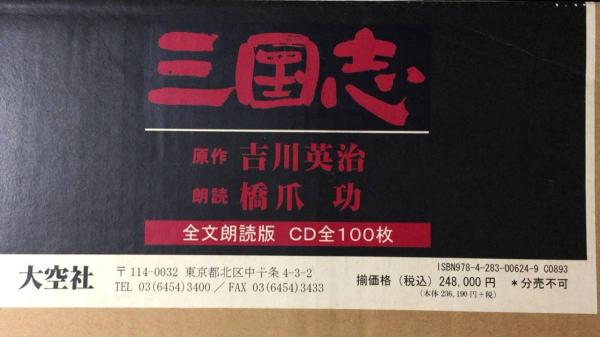 三国志
原作 吉川英治
朗読 橋爪 功
全文朗読版 CD全100枚
大空社
〒114-0032 東京都北区中十条 4-3-2
TEL 03(6454)3400 ／ FAX 03(6454)3433
ISBN978-4-283-00624-9 C0893
揃価格（税込）248,000円 ＊分売不可
（本体 236,190円＋税）